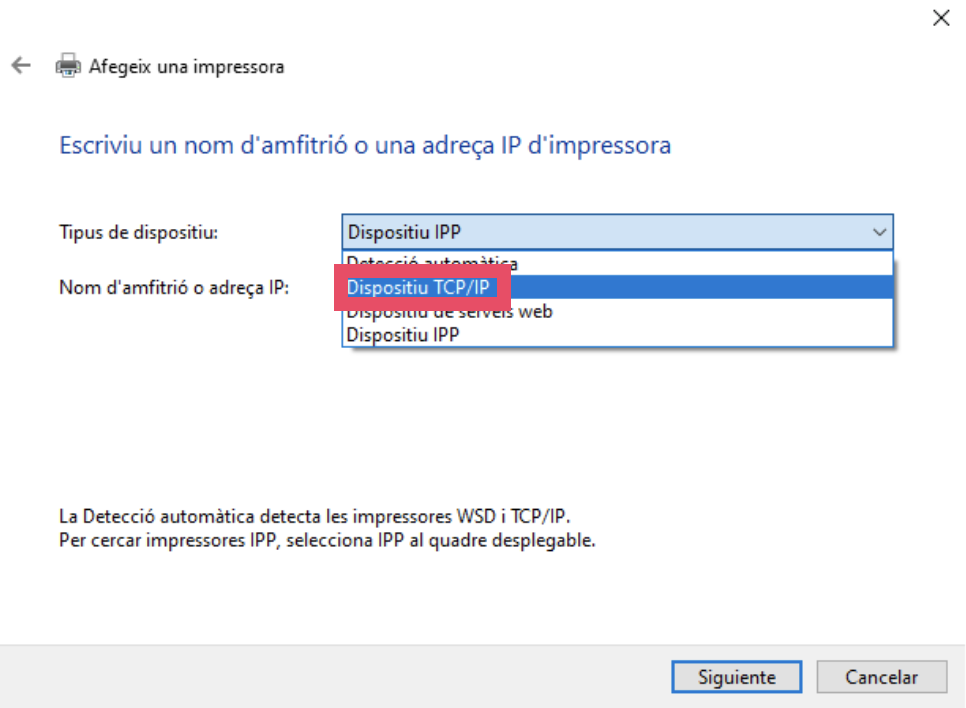 Afegeix una impressora
Escriviu un nom d'amfitrió o una adreça IP d'impressora
Tipus de dispositiu:
Dispositiu IPP
Detecció automàtica
Nom d'amfitrió o adreça IP:
Dispositiu TCP/IP
Dispositiu de serveis web
Dispositiu IPP
La Detecció automàtica detecta les impressores WSD i TCP/IP.
Per cercar impressores IPP, selecciona IPP al quadre desplegable.
Siguiente
Cancelar